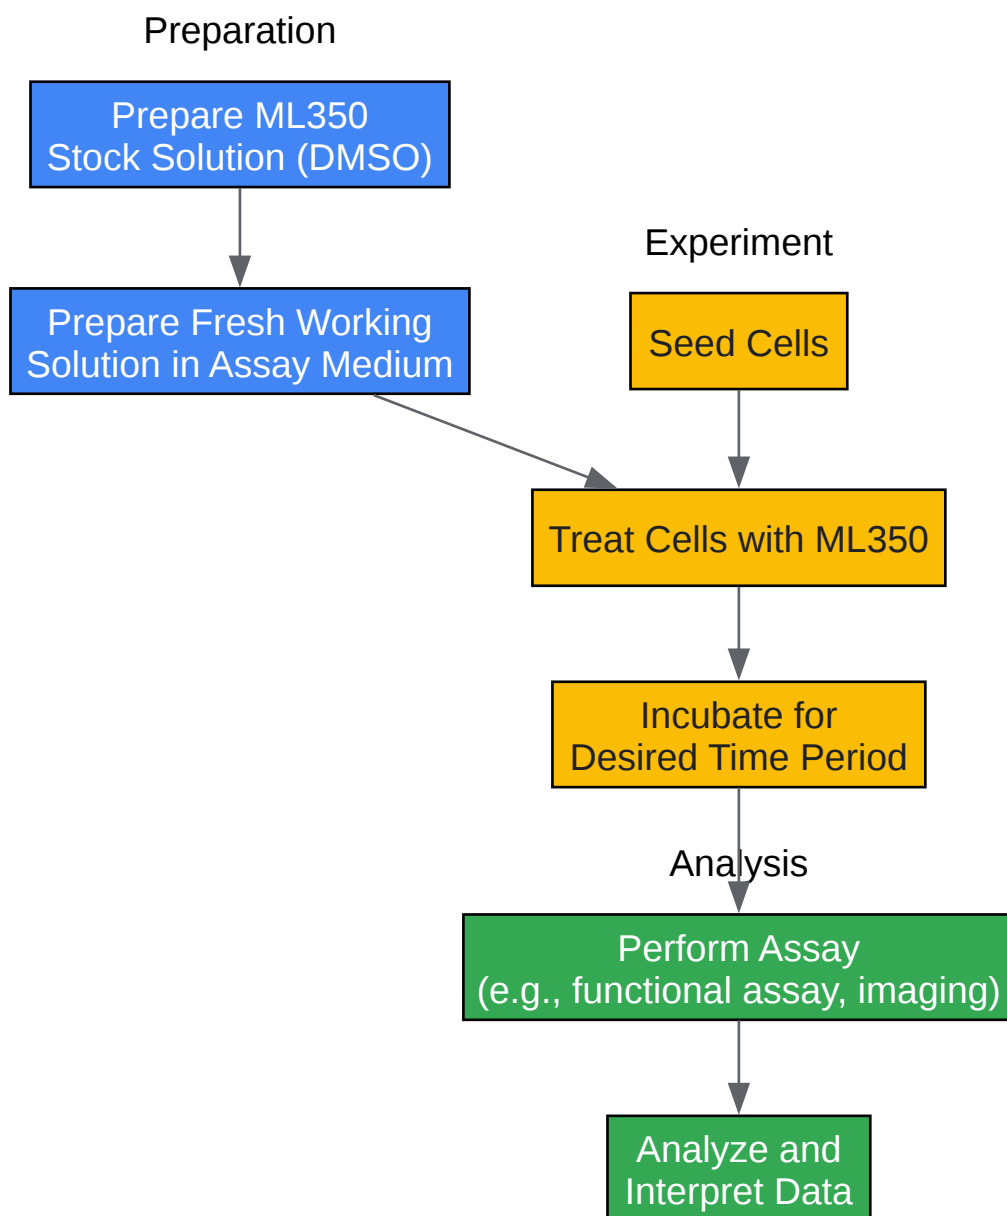 Preparation
Prepare ML350
Stock Solution (DMSO)
Prepare Fresh Working
Solution in Assay Medium
Experiment
Seed Cells
Treat Cells with ML350
Incubate for
Desired Time Period
Analysis
Perform Assay
(e.g., functional assay, imaging)
Analyze and
Interpret Data